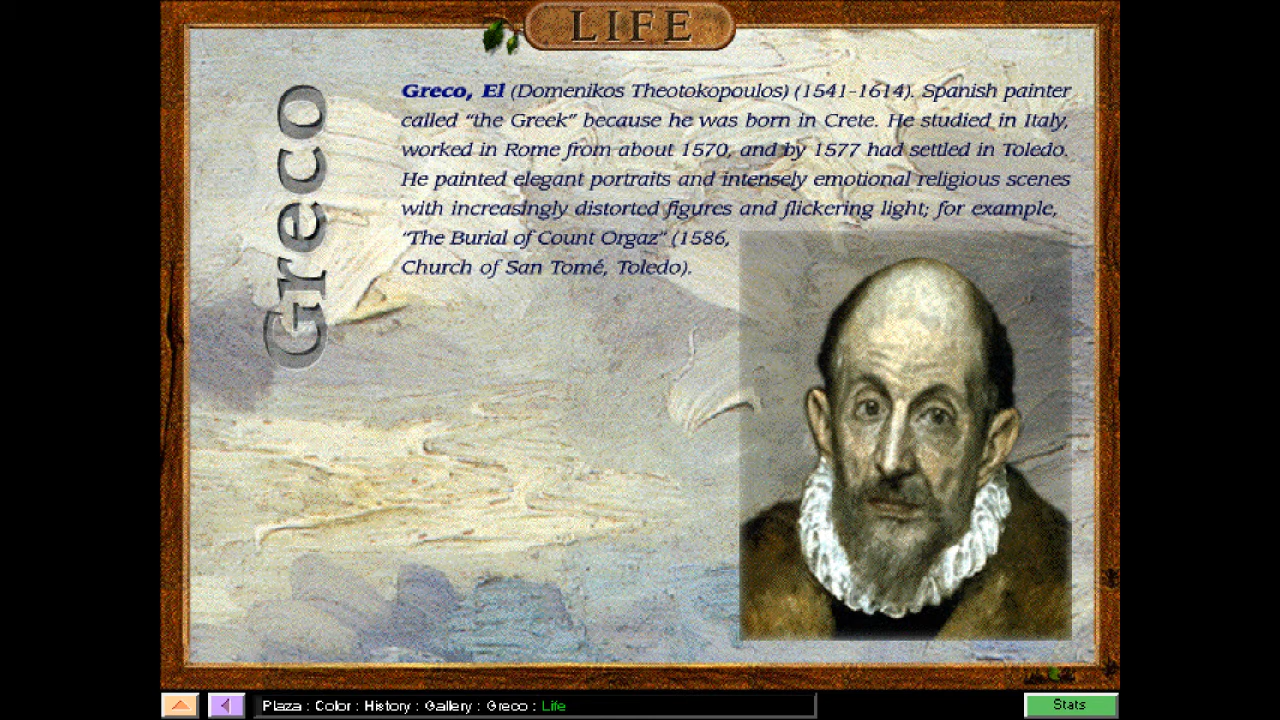 LIFE
Greco
Greco, El (Domenikos Theotokopoulos) (1541-1614). Spanish painter
called “the Greek” because he was born in Crete. He studied in Italy,
worked in Rome from about 1570, and by 1577 had settled in Toledo.
He painted elegant portraits and intensely emotional religious scenes
with increasingly distorted figures and flickering light; for example,
“The Burial of Count Orgaz” (1586,
Church of San Tomé, Toledo).
Plaza : Color : History : Gallery : Greco : Life
Stats